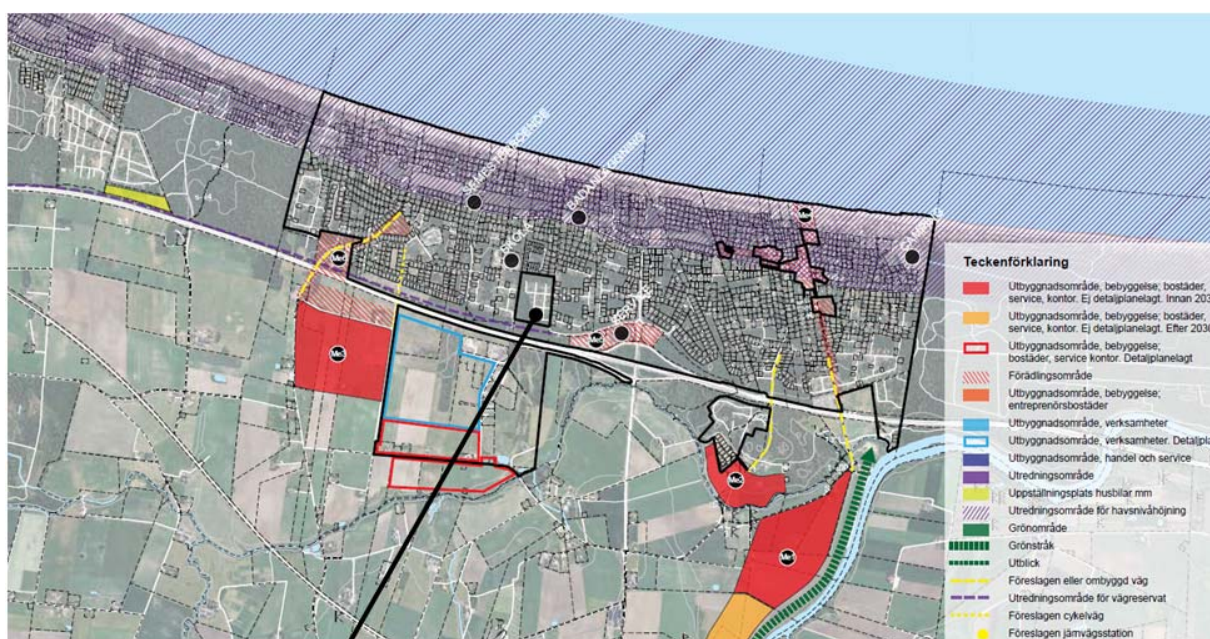 SKOLA
Teckenförklaring
Utbyggnadsområde, bebyggelse; bostäder,
service, kontor. Ej detaljplanelagt. Innan 203
Utbyggnadsområde, bebyggelse; bostäder,
service, kontor. Ej detaljplanelagt. Efter 2030
Utbyggnadsområde, bebyggelse;
bostäder, service kontor. Detaljplanelagt
Förädlingsområde
Utbyggnadsområde, bebyggelse;
entreprenörsbostäder
Utbyggnadsområde, verksamheter
Utbyggnadsområde, verksamheter. Detaljpla
Utbyggnadsområde, handel och service
Utredningsområde
Uppställningsplats husbilar mm
Utredningsområde för havsnivåhöjning
Grönområde
Grönstråk
Utblick
Föreslagen eller ombyggd väg
Utredningsområde för vägreservat
Föreslagen cykelväg
Föreslagen järnvägsstation